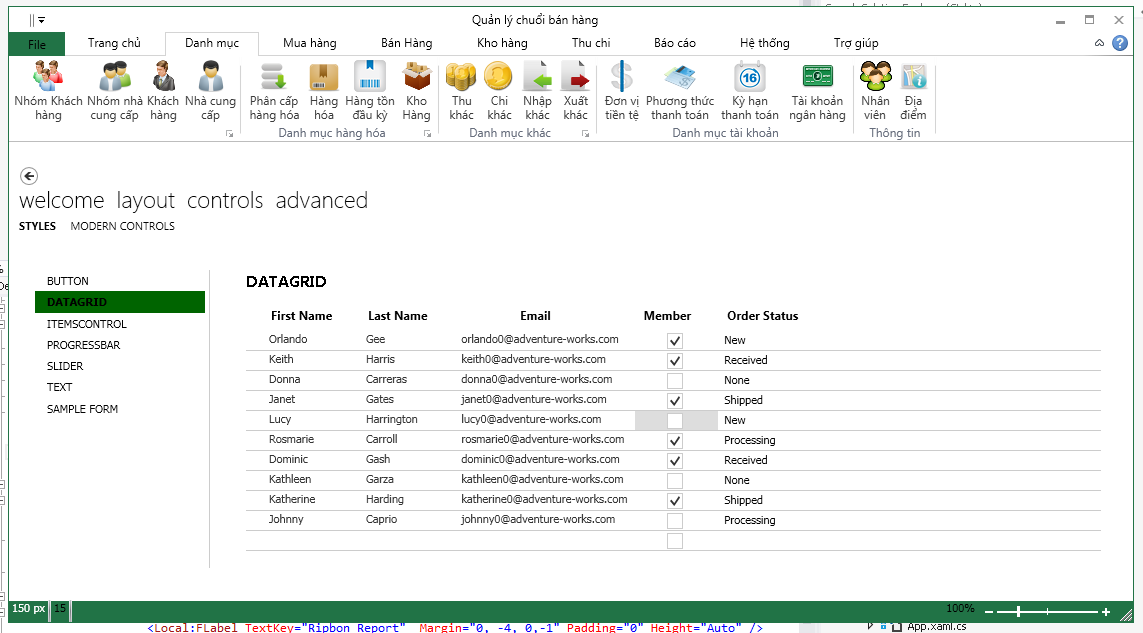 Quản lý chuổi bán hàng
File Trang chủ Danh mục Mua hàng Bán Hàng Kho hàng Thu chi Báo cáo Hệ thống Trợ giúp
Nhóm Khách hàng
Nhóm nhà cung cấp
Khách hàng
Nhà cung cấp
Phân cấp hàng hóa
Hàng hóa
Hàng tồn đầu kỳ
Kho Hàng
Danh mục hàng hóa
Thu khác
Chi khác
Nhập khác
Xuất khác
Danh mục khác
Đơn vị tiền tệ
Phương thức thanh toán
16
Kỳ hạn thanh toán
Tài khoản ngân hàng
Danh mục tài khoản
Nhân viên
Địa điểm
Thông tin
welcome layout controls advanced
STYLES MODERN CONTROLS
BUTTON
DATAGRID
ITEMSCONTROL
PROGRESSBAR
SLIDER
TEXT
SAMPLE FORM
DATAGRID
First Name Last Name Email Member Order Status
Orlando Gee orlando0@adventure-works.com New
Keith Harris keith0@adventure-works.com Received
Donna Carreras donna0@adventure-works.com None
Janet Gates janet0@adventure-works.com Shipped
Lucy Harrington lucy0@adventure-works.com New
Rosmarie Carroll rosmarie0@adventure-works.com Processing
Dominic Gash dominic0@adventure-works.com Received
Kathleen Garza kathleen0@adventure-works.com None
Katherine Harding katherine0@adventure-works.com Shipped
Johnny Caprio johnny0@adventure-works.com Processing
150 px 15 100%
<Local:FLabel TextKey="Ripbon Report" Margin="0, -4, 0,-1" Padding="0" Height="Auto" />
App.xaml.cs